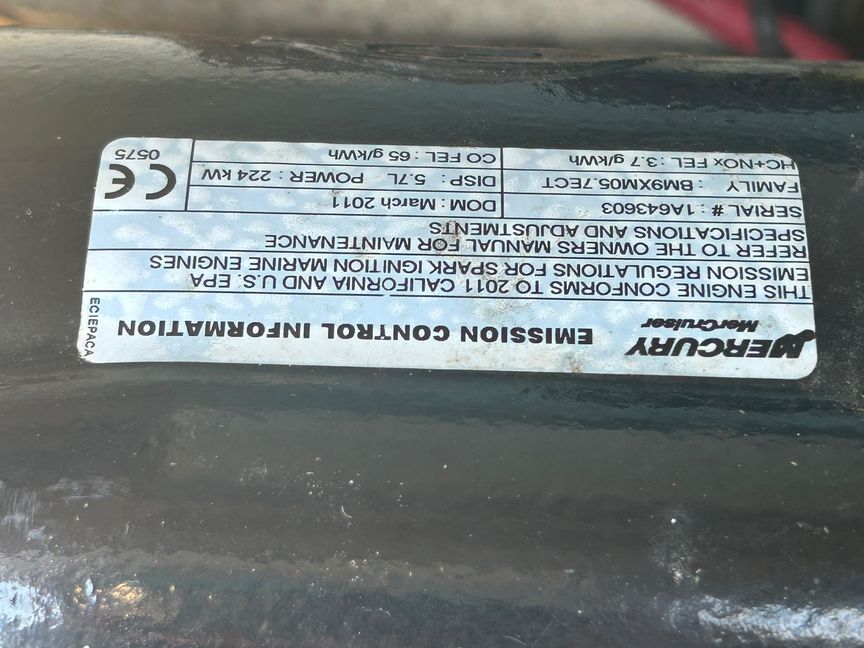 MERCURY
MerCruiser
EMISSION CONTROL INFORMATION
ECIEPACA
THIS ENGINE CONFORMS TO 2011 CALIFORNIA AND U.S. EPA
EMISSION REGULATIONS FOR SPARK IGNITION MARINE ENGINES
REFER TO THE OWNERS MANUAL FOR MAINTENANCE
SPECIFICATIONS AND ADJUSTMENTS
SERIAL # : 1A643603 DOM : March 2011
FAMILY : BM9XM05.7ECT DISP : 5.7L POWER : 224 kW
HC+NOx FEL : 3.7 g/kWh CO FEL : 65 g/kWh
CE
0575